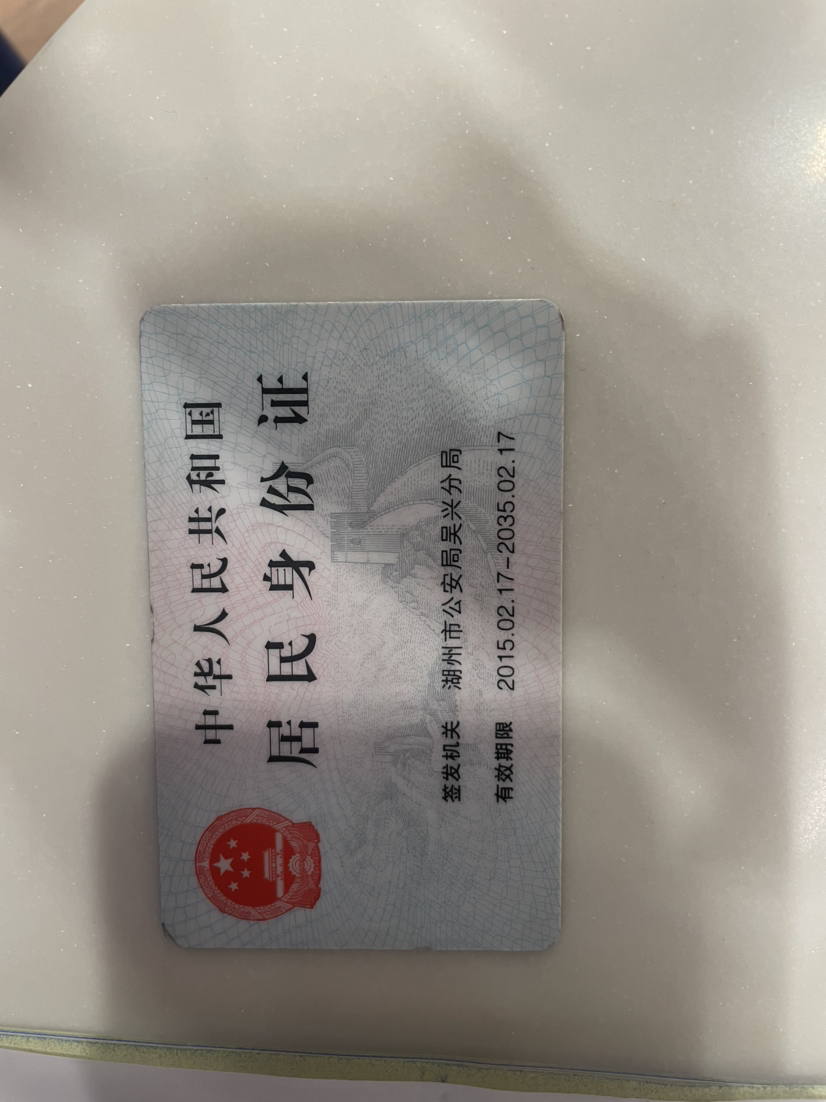 中华人民共和国
居民身份证
签发机关 湖州市公安局吴兴分局
有效期限 2015.02.17-2035.02.17